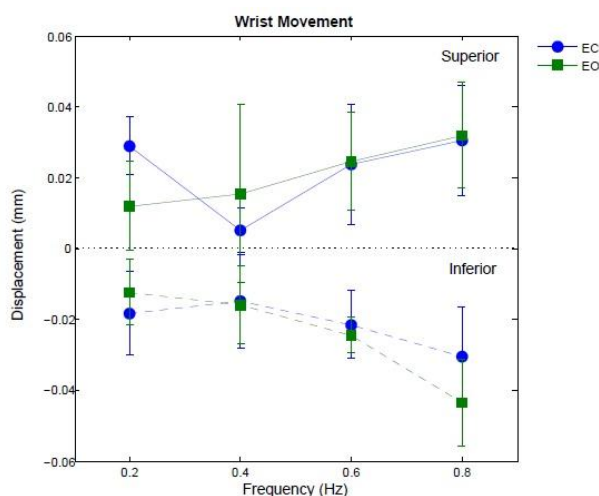 Wrist Movement
0.06
Superior
EC
EO
0.04
0.02
0
Displacement (mm)
Inferior
−0.02
−0.04
−0.06
0.2 0.4 0.6 0.8
Frequency (Hz)